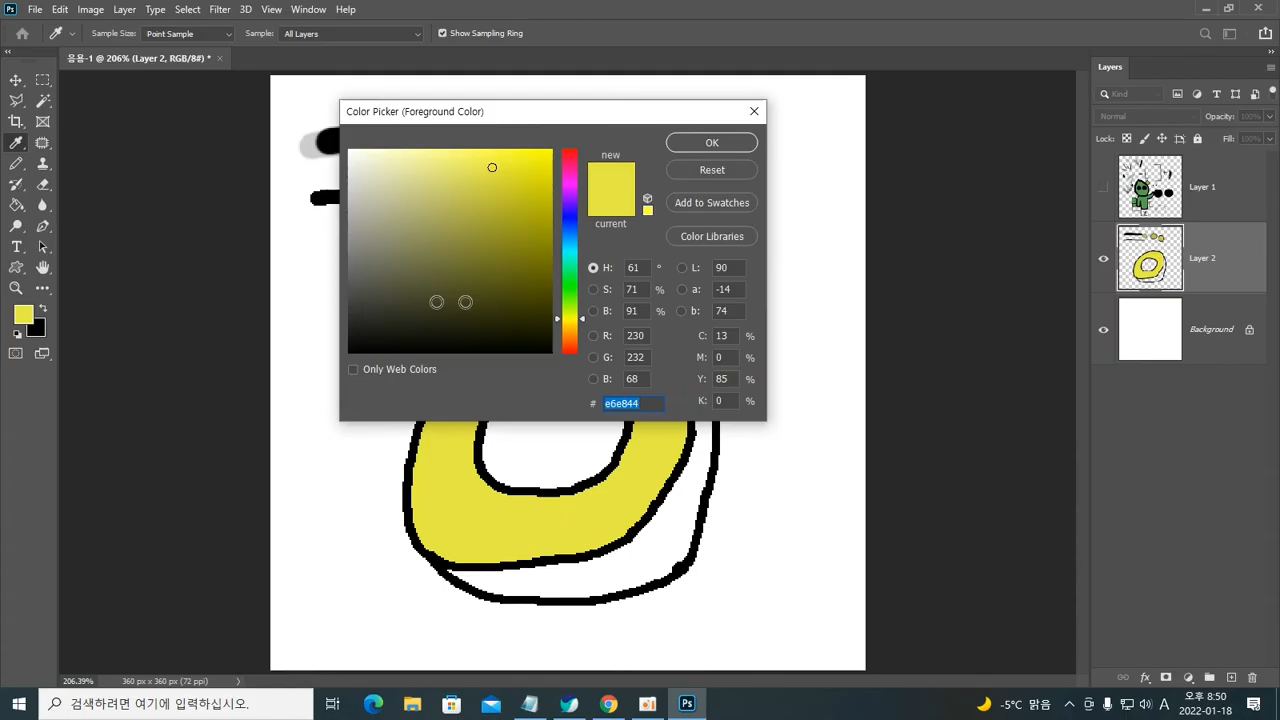 Ps File Edit Image Layer Type Select Filter 3D View Window Help
Sample Size: Point Sample Sample: All Layers Show Sampling Ring
응용-1 @ 206% (Layer 2, RGB/8#) * ×
Layers
Kind
Normal Opacity: 100%
Lock: Fill: 100%
Layer 1
Layer 2
Background
Color Picker (Foreground Color)
new
current
OK
Reset
Add to Swatches
Color Libraries
H: 61 ° L: 90
S: 71 % a: -14
B: 91 % b: 74
R: 230 C: 13 %
G: 232 M: 0 %
B: 68 Y: 85 %
# e6e844 K: 0 %
Only Web Colors
206.39% 360 px x 360 px (72 ppi)
검색하려면 여기에 입력하십시오.
Ps
-5°C 맑음
A
오후 8:50
2022-01-18